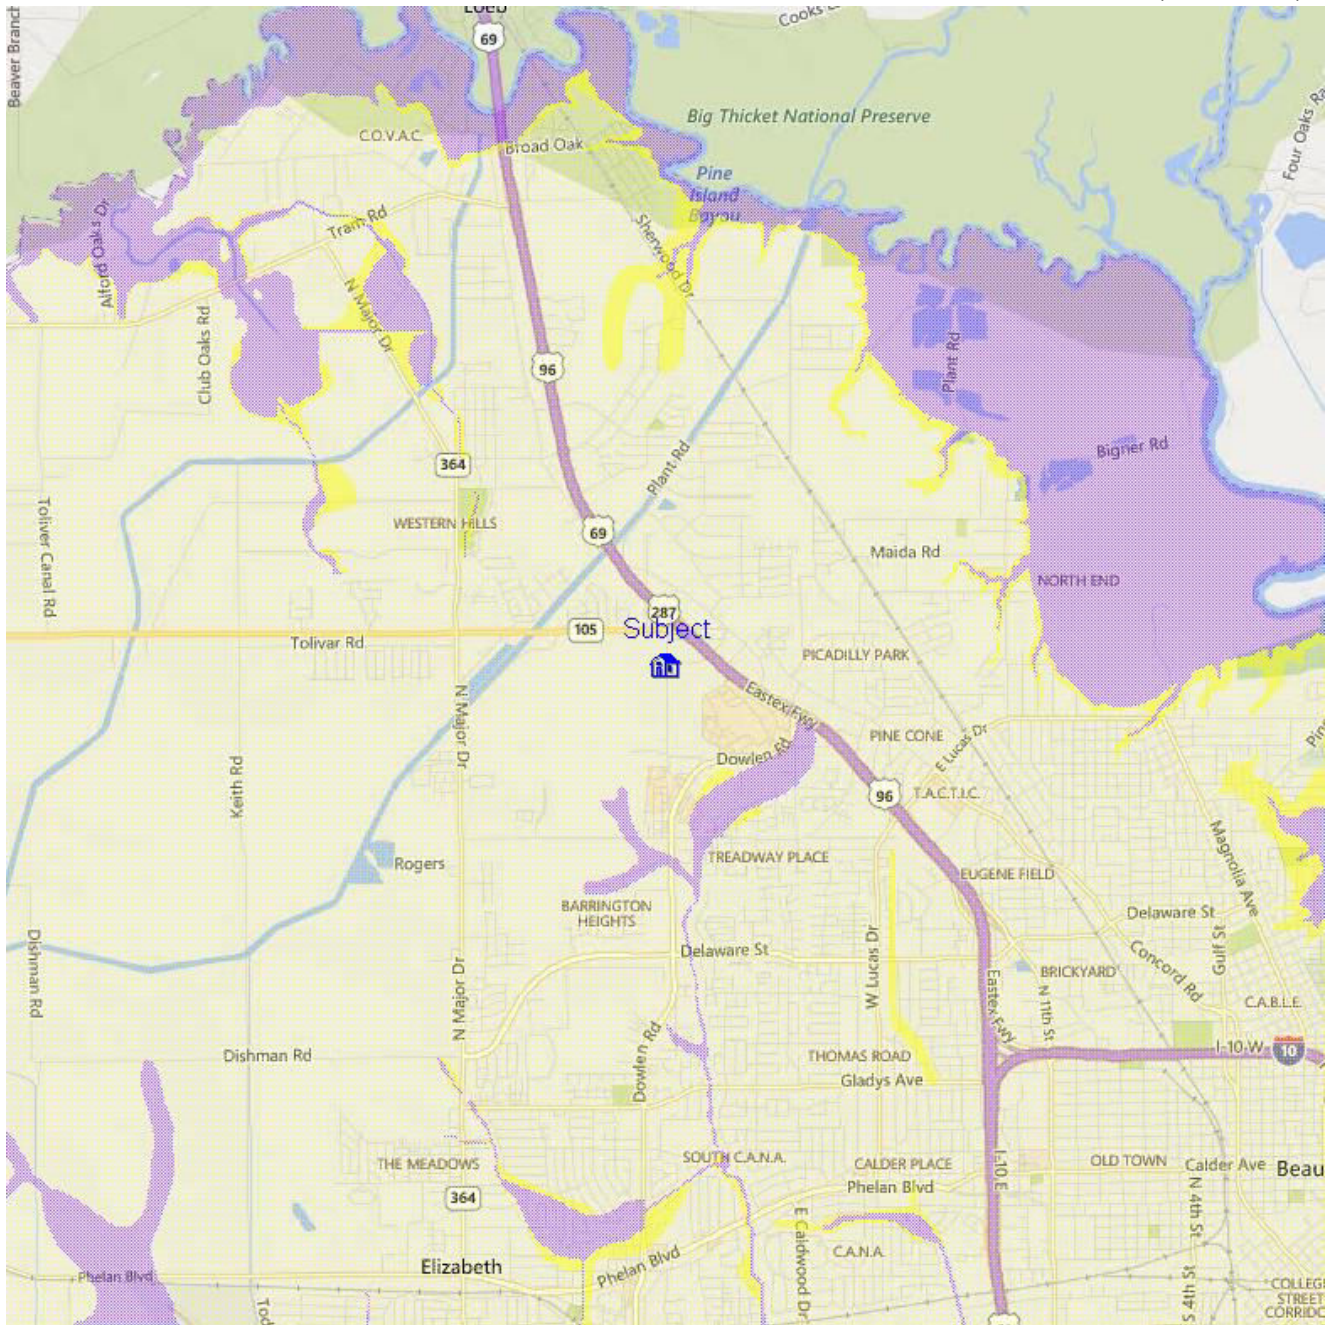 Loeb
Cooks L
69
Beaver Branch
Big Thicket National Preserve
Four Oaks Ra
C.O.V.A.C.
Broad Oak
Pine
Island
Bayou
Alford Oaks Dr
Tram Rd
Sherwood Dr
N Major Dr
Club Oaks Rd
Plant Rd
96
Bigner Rd
364
Plant Rd
Toliver Canal Rd
WESTERN HILLS
69
Maida Rd
NORTH END
287
105
Subject
Tolivar Rd
PICADILLY PARK
N Major Dr
Eastex Fwy
PINE CONE
E Lucas Dr
Dowlen Rd
Keith Rd
96
T.A.C.T.I.C.
Magnolia Ave
Rogers
TREADWAY PLACE
EUGENE FIELD
BARRINGTON
HEIGHTS
Delaware St
Dishman Rd
Delaware St
W Lucas Dr
Gulf St
Concord Rd
BRICKYARD
N Major Dr
Eastex Fwy
N 11th St
C.A.B.L.E.
Dishman Rd
Dowlen Rd
THOMAS ROAD
I-10 W
10
Gladys Ave
THE MEADOWS
SOUTH C.A.N.A.
CALDER PLACE
I-10 E
OLD TOWN
Calder Ave
Beau
364
Phelan Blvd
N 4th St
E Caldwood Dr
C.A.N.A.
Elizabeth
Phelan Blvd
Phelan Blvd
S 4th St
COLLEGE
STREET
CORRIDO
Tod